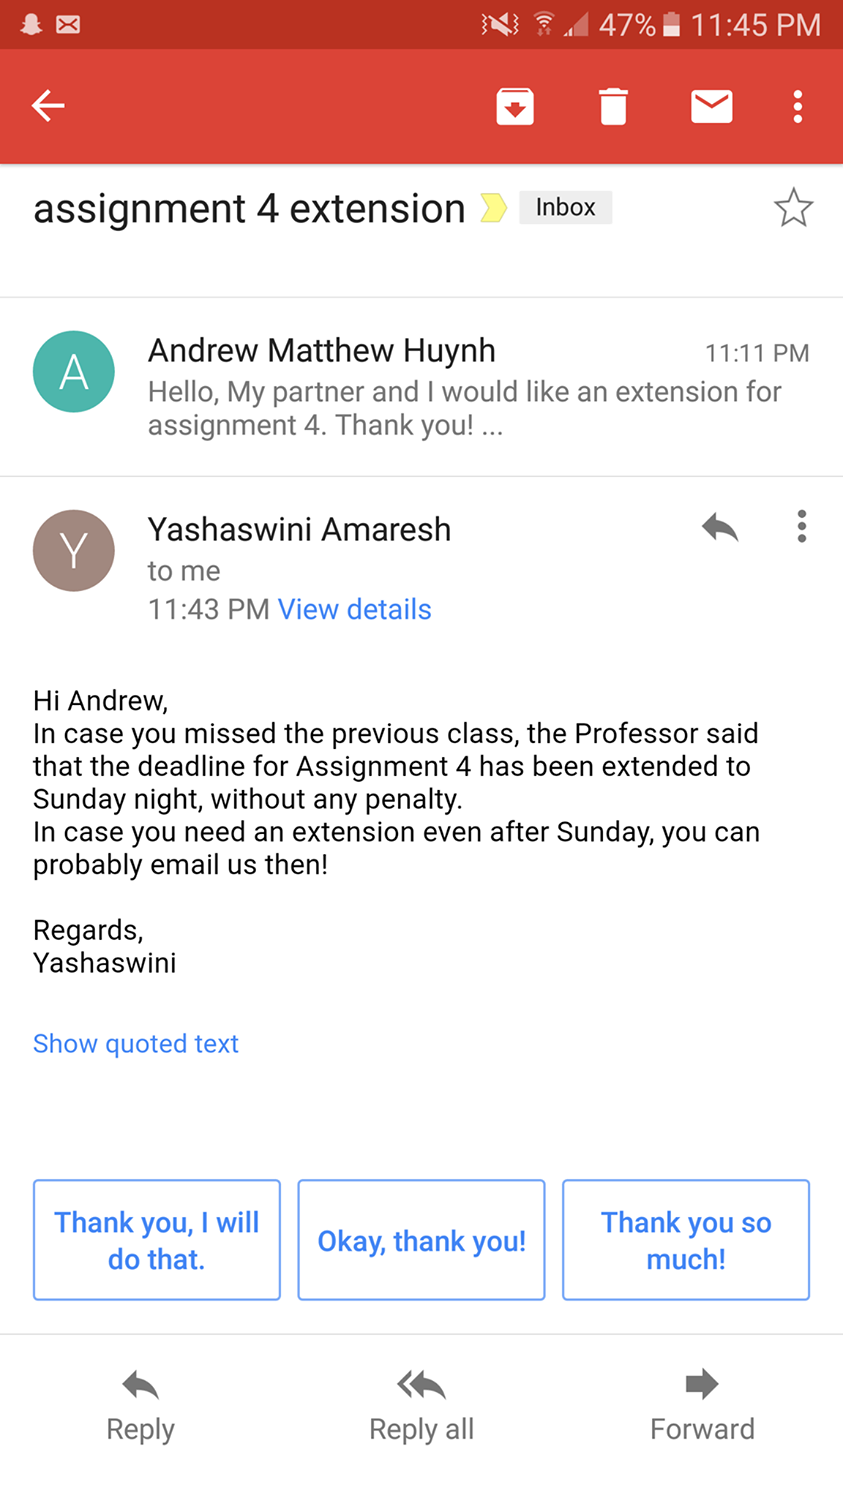 47% 11:45 PM
assignment 4 extension Inbox
A
Andrew Matthew Huynh 11:11 PM
Hello, My partner and I would like an extension for
assignment 4. Thank you! ...
Y
Yashaswini Amaresh
to me
11:43 PM View details
Hi Andrew,
In case you missed the previous class, the Professor said
that the deadline for Assignment 4 has been extended to
Sunday night, without any penalty.
In case you need an extension even after Sunday, you can
probably email us then!
Regards,
Yashaswini
Show quoted text
Thank you, I will
do that.
Okay, thank you!
Thank you so
much!
Reply Reply all Forward